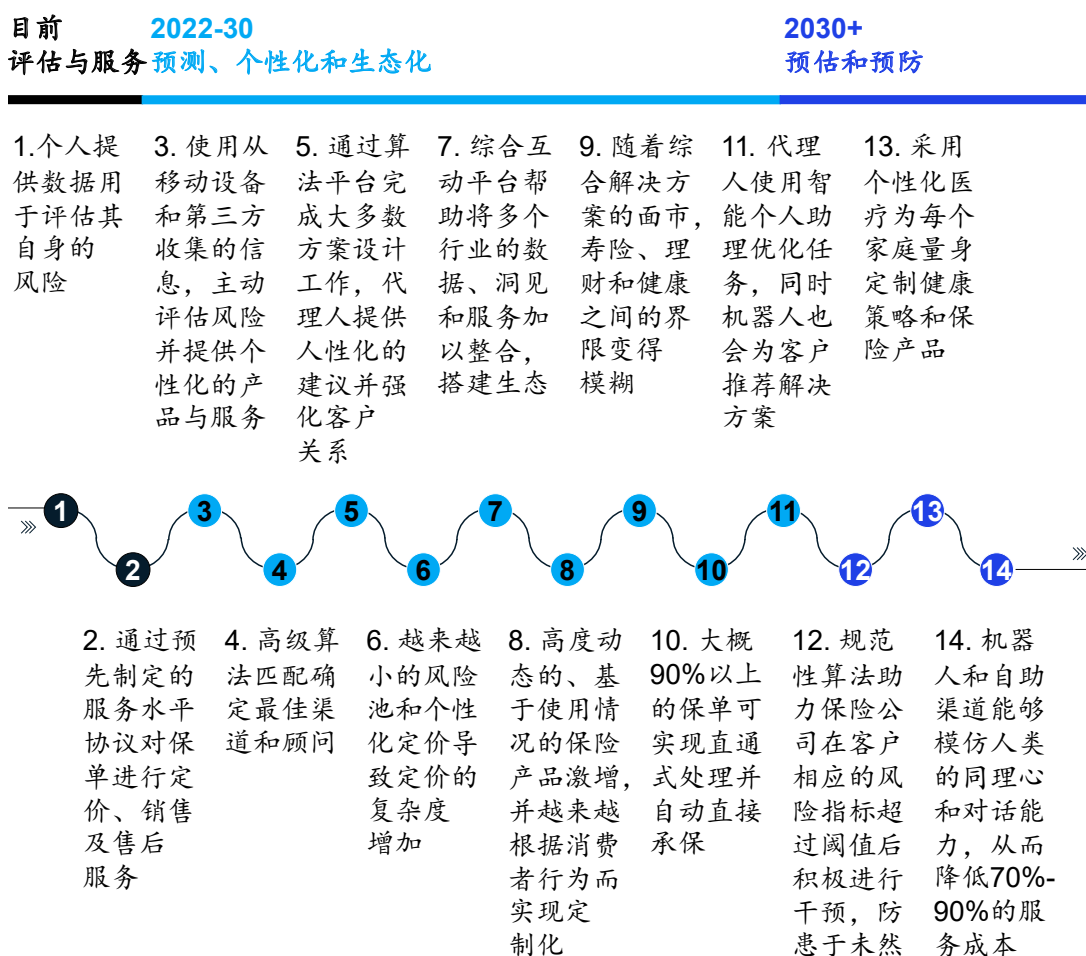 目前
评估与服务
2022-30
预测、个性化和生态化
2030+
预估和预防
1.个人提
供数据用
于评估其
自身的
风险
3. 使用从
移动设备
和第三方
收集的信
息，主动
评估风险
并提供个
性化的产
品与服务
5. 通过算
法平台完
成大多数
方案设计
工作，代
理人提供
人性化的
建议并强
化客户
关系
7. 综合互
动平台帮
助将多个
行业的数
据、洞见
和服务加
以整合，
搭建生态
9. 随着综
合解决方
案的面市，
寿险、理
财和健康
之间的界
限变得
模糊
11. 代理
人使用智
能个人助
理优化任
务，同时
机器人也
会为客户
推荐解决
方案
13. 采用
个性化医
疗为每个
家庭量身
定制健康
策略和保
险产品
1
2
3
4
5
6
7
8
9
10
11
12
13
14
2. 通过预
先制定的
服务水平
协议对保
单进行定
价、销售
及售后
服务
4. 高级算
法匹配确
定最佳渠
道和顾问
6. 越来越
小的风险
池和个性
化定价导
致定价的
复杂度
增加
8. 高度动
态的、基
于使用情
况的保险
产品激增，
并越来越
根据消费
者行为而
实现定
制化
10. 大概
90%以上
的保单可
实现直通
式处理并
自动直接
承保
12. 规范
性算法助
力保险公
司在客户
相应的风
险指标超
过阈值后
积极进行
干预，防
患于未然
14. 机器
人和自助
渠道能够
模仿人类
的同理心
和对话能
力，从而
降低70%-
90%的服
务成本